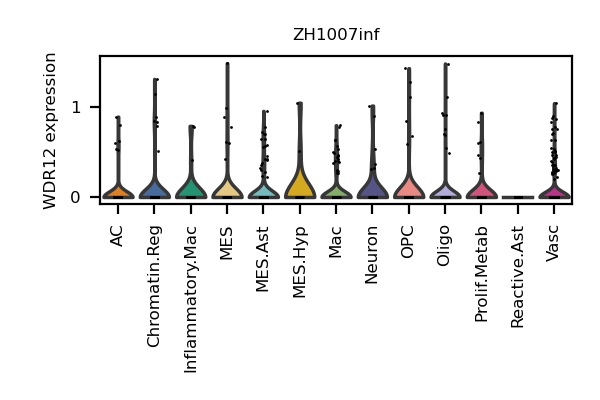 ZH1007inf
WDR12 expression
1
0
AC
Chromatin.Reg
Inflammatory.Mac
MES
MES.Ast
MES.Hyp
Mac
Neuron
OPC
Oligo
Prolif.Metab
Reactive.Ast
Vasc